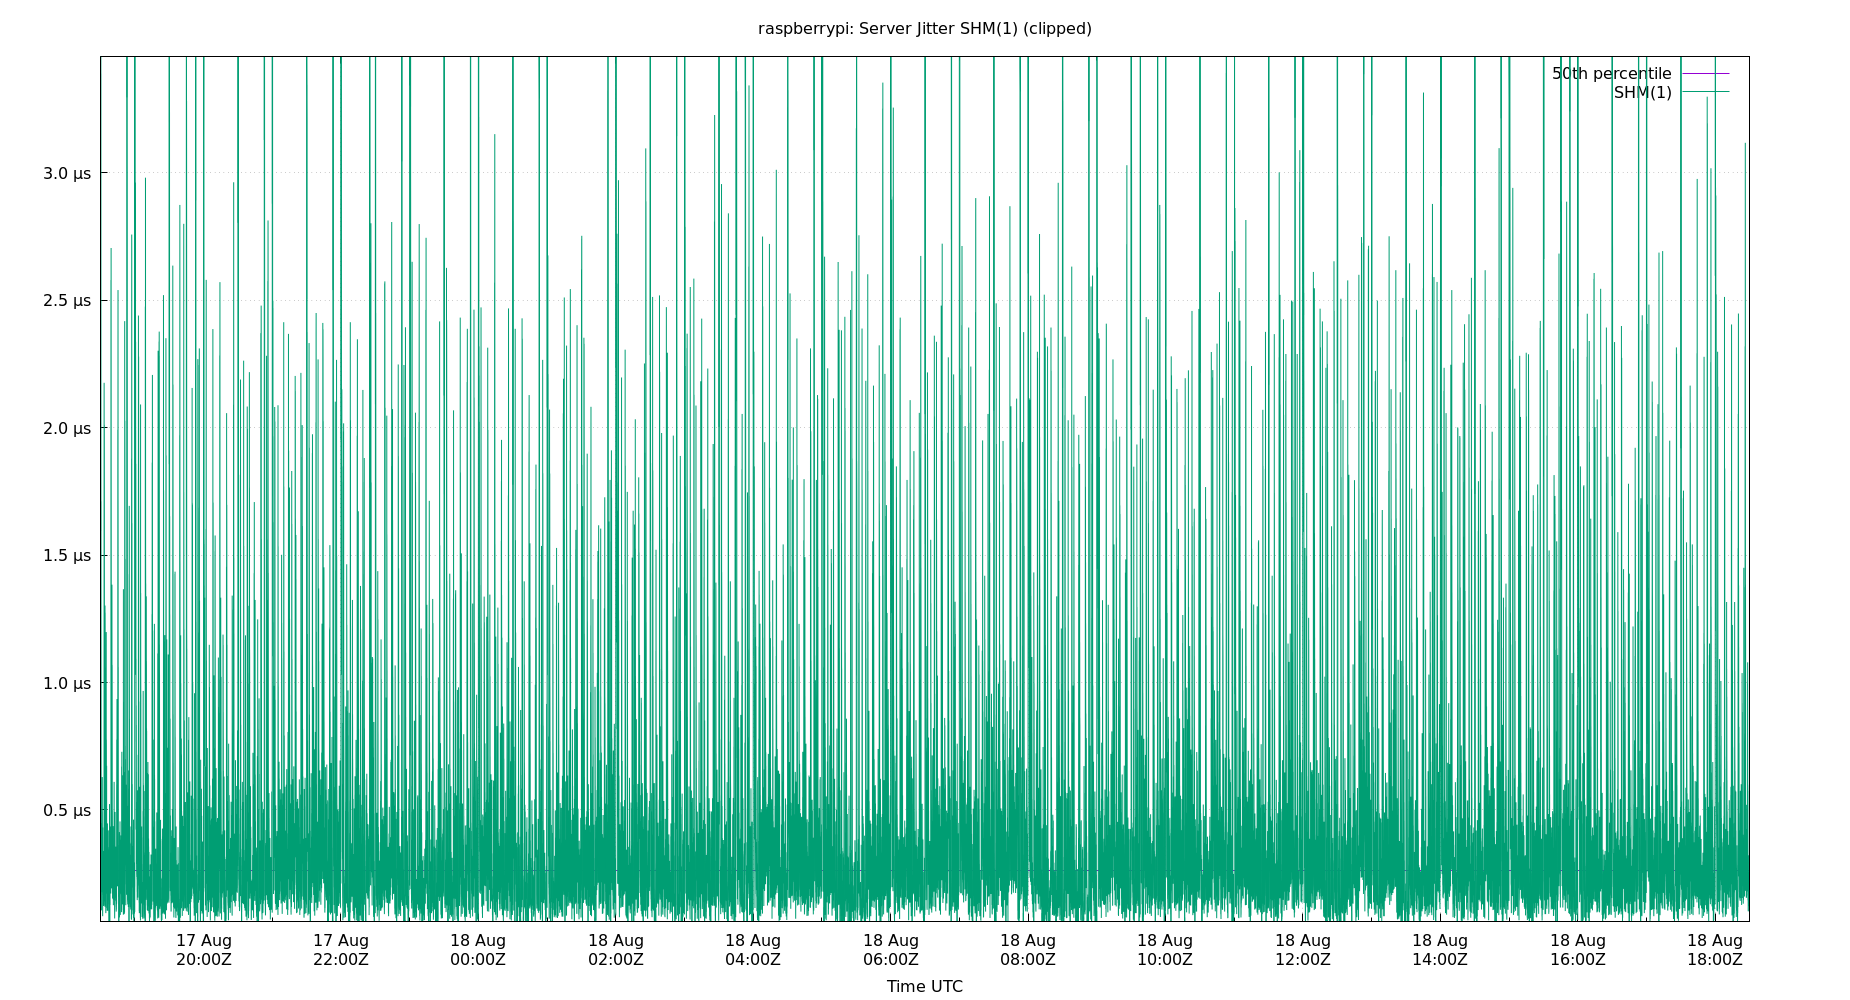 raspberrypi: Server Jitter SHM(1) (clipped)
50th percentile
SHM(1)
3.0 µs
2.5 µs
2.0 µs
1.5 µs
1.0 µs
0.5 µs
17 Aug 17 Aug 18 Aug 18 Aug 18 Aug 18 Aug 18 Aug 18 Aug 18 Aug 18 Aug 18 Aug 18 Aug
20:00Z 22:00Z 00:00Z 02:00Z 04:00Z 06:00Z 08:00Z 10:00Z 12:00Z 14:00Z 16:00Z 18:00Z
Time UTC